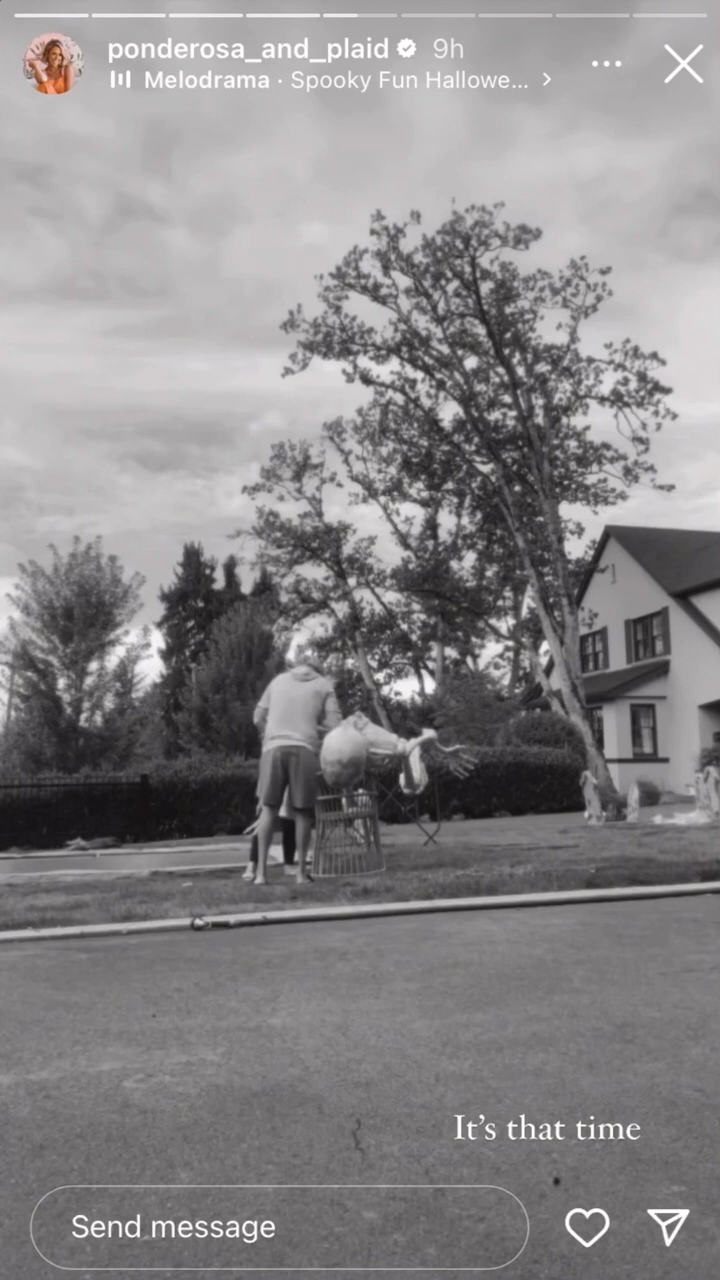 ponderosa_and_plaid 9h
Melodrama · Spooky Fun Hallowe...
It's that time
Send message